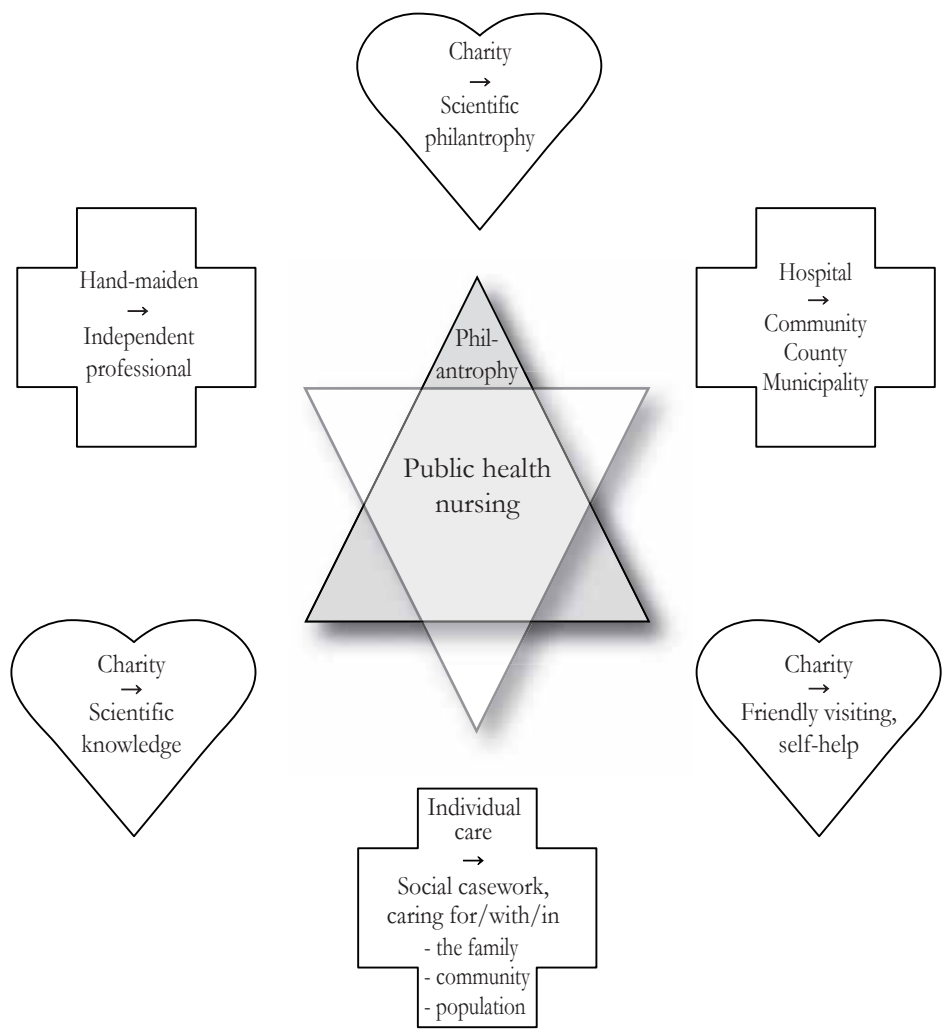 Charity
→
Scientific
philantrophy
Hand-maiden
→
Independent
professional
Hospital
→
Community
County
Municipality
Phil-
antrophy
Public health
nursing
Charity
→
Scientific
knowledge
Charity
→
Friendly visiting,
self-help
Individual
care
→
Social casework,
caring for/with/in
- the family
- community
- population